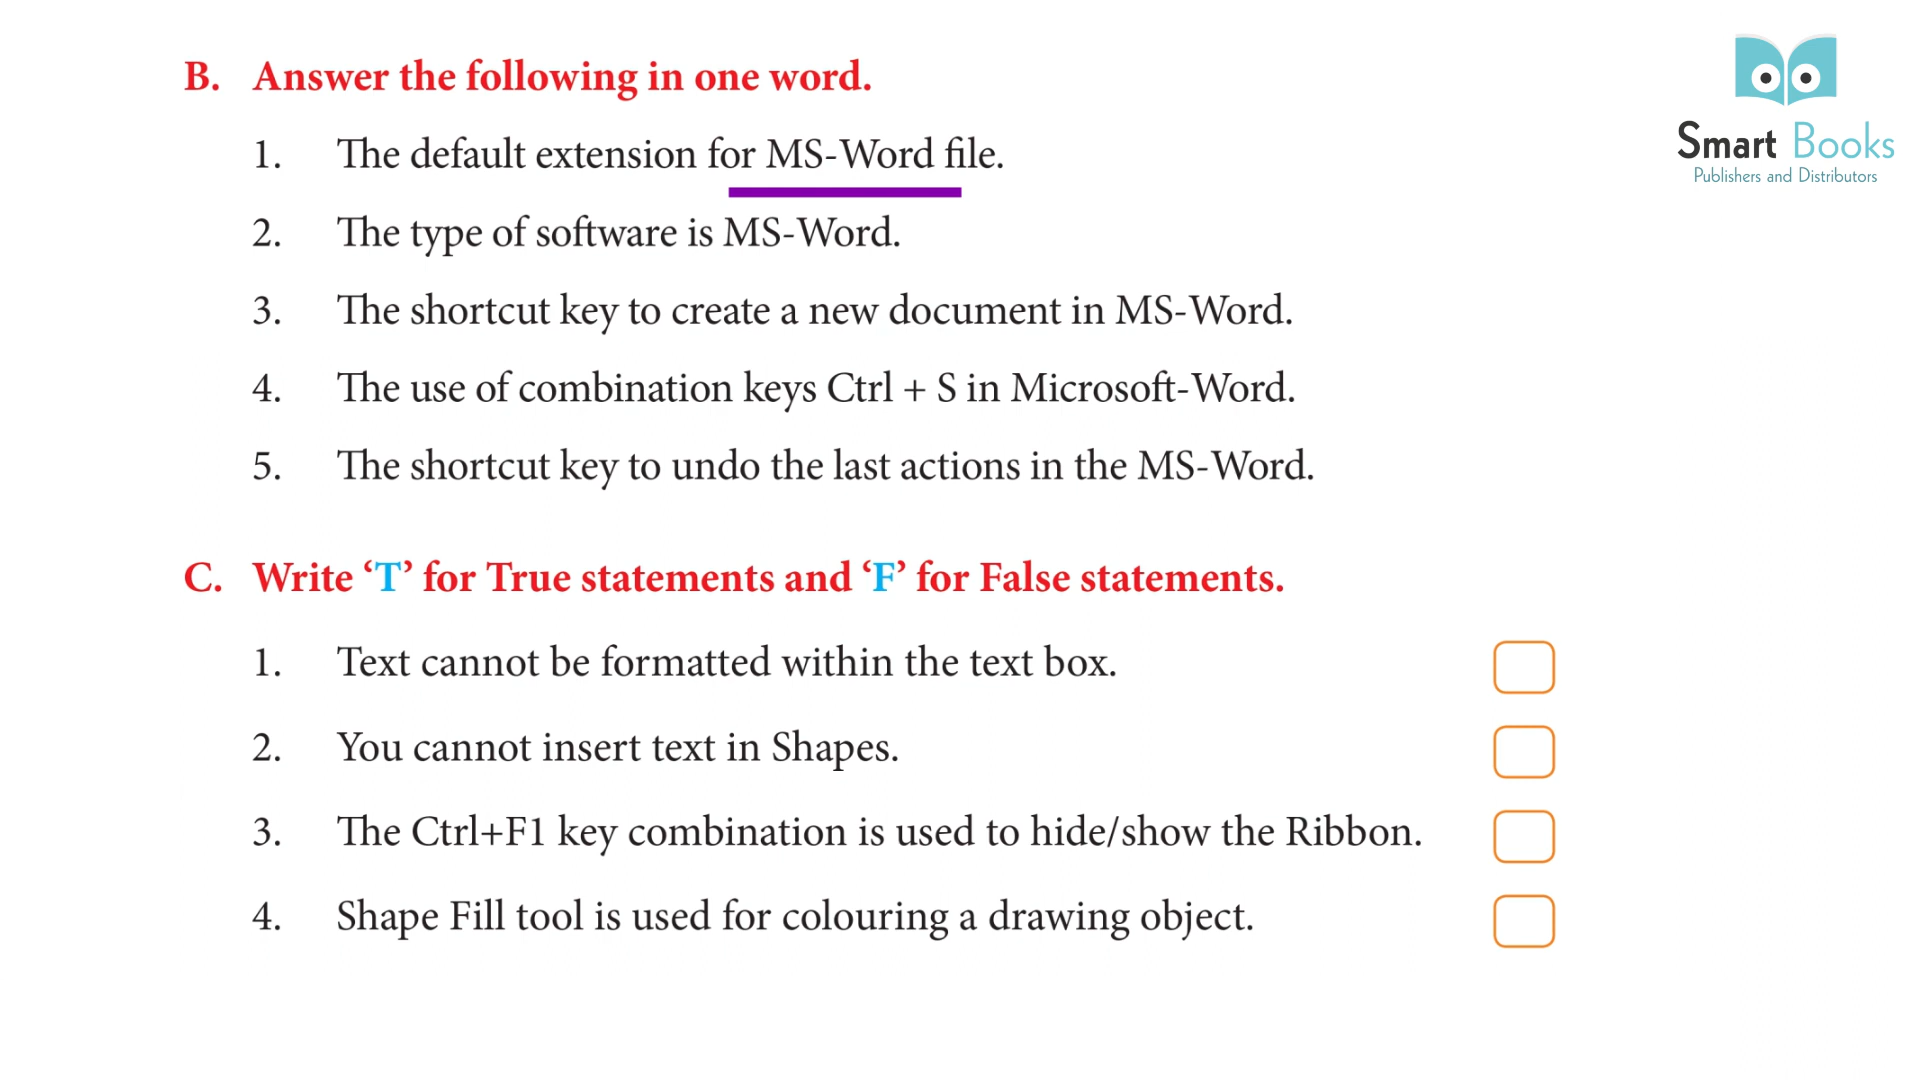 Smart Books
Publishers and Distributors
B. Answer the following in one word.
1. The default extension for MS-Word file.
2. The type of software is MS-Word.
3. The shortcut key to create a new document in MS-Word.
4. The use of combination keys Ctrl + S in Microsoft-Word.
5. The shortcut key to undo the last actions in the MS-Word.
C. Write ‘T’ for True statements and ‘F’ for False statements.
1. Text cannot be formatted within the text box.
2. You cannot insert text in Shapes.
3. The Ctrl+F1 key combination is used to hide/show the Ribbon.
4. Shape Fill tool is used for colouring a drawing object.